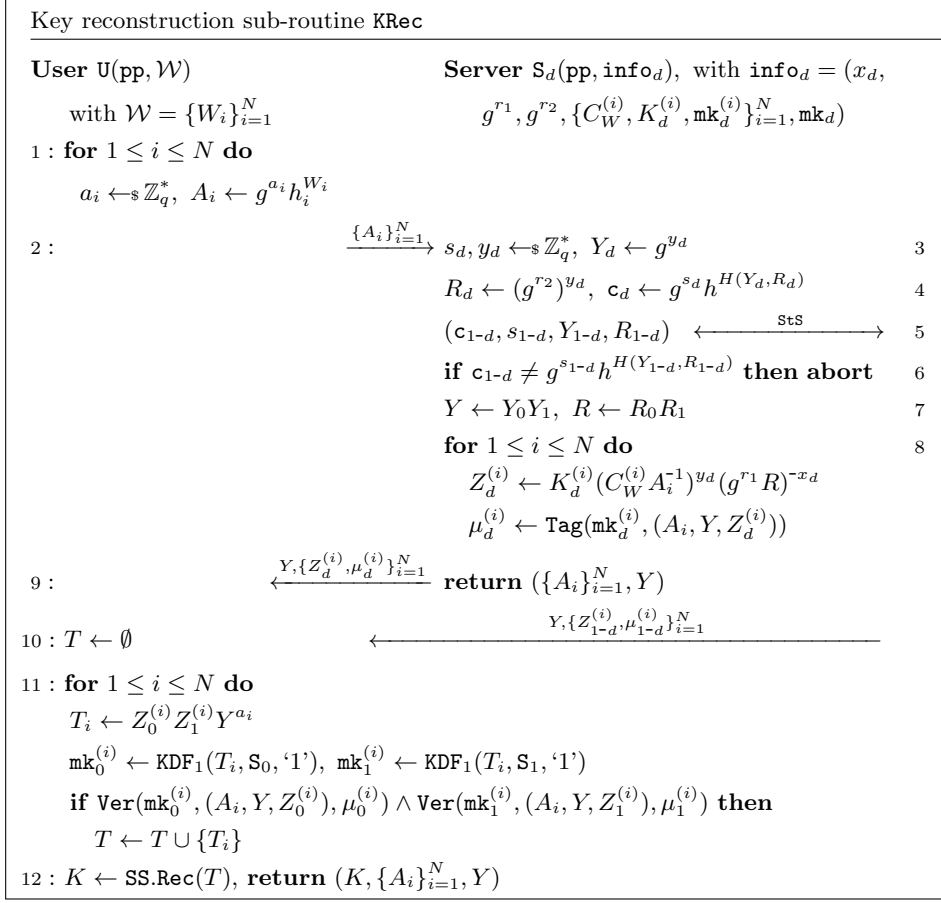 Key reconstruction sub-routine KRec
User U(pp, 𝒲) Server S_d(pp, info_d), with info_d = (x_d,
with 𝒲 = {W_i}_{i=1}^N g^{r_1}, g^{r_2}, {C_W^{(i)}, K_d^{(i)}, mk_d^{(i)}}_{i=1}^N, mk_d)
1 : for 1 ≤ i ≤ N do
a_i ←$ ℤ_q^*, A_i ← g^{a_i} h_i^{W_i}
2 : {A_i}_{i=1}^N ⟶ s_d, y_d ←$ ℤ_q^*, Y_d ← g^{y_d} 3
R_d ← (g^{r_2})^{y_d}, c_d ← g^{s_d} h^{H(Y_d,R_d)} 4
(c_{1-d}, s_{1-d}, Y_{1-d}, R_{1-d}) ⟵StS⟶ 5
if c_{1-d} ≠ g^{s_{1-d}} h^{H(Y_{1-d},R_{1-d})} then abort 6
Y ← Y_0Y_1, R ← R_0R_1 7
for 1 ≤ i ≤ N do 8
Z_d^{(i)} ← K_d^{(i)} (C_W^{(i)} A_i^{-1})^{y_d} (g^{r_1} R)^{-x_d}
μ_d^{(i)} ← Tag(mk_d^{(i)}, (A_i, Y, Z_d^{(i)}))
9 : Y,{Z_d^{(i)},μ_d^{(i)}}_{i=1}^N ⟵ return ({A_i}_{i=1}^N, Y)
10 : T ← ∅ Y,{Z_{1-d}^{(i)},μ_{1-d}^{(i)}}_{i=1}^N ⟵
11 : for 1 ≤ i ≤ N do
T_i ← Z_0^{(i)} Z_1^{(i)} Y^{a_i}
mk_0^{(i)} ← KDF_1(T_i, S_0, ‘1’), mk_1^{(i)} ← KDF_1(T_i, S_1, ‘1’)
if Ver(mk_0^{(i)}, (A_i, Y, Z_0^{(i)}), μ_0^{(i)}) ∧ Ver(mk_1^{(i)}, (A_i, Y, Z_1^{(i)}), μ_1^{(i)}) then
T ← T ∪ {T_i}
12 : K ← SS.Rec(T), return (K, {A_i}_{i=1}^N, Y)